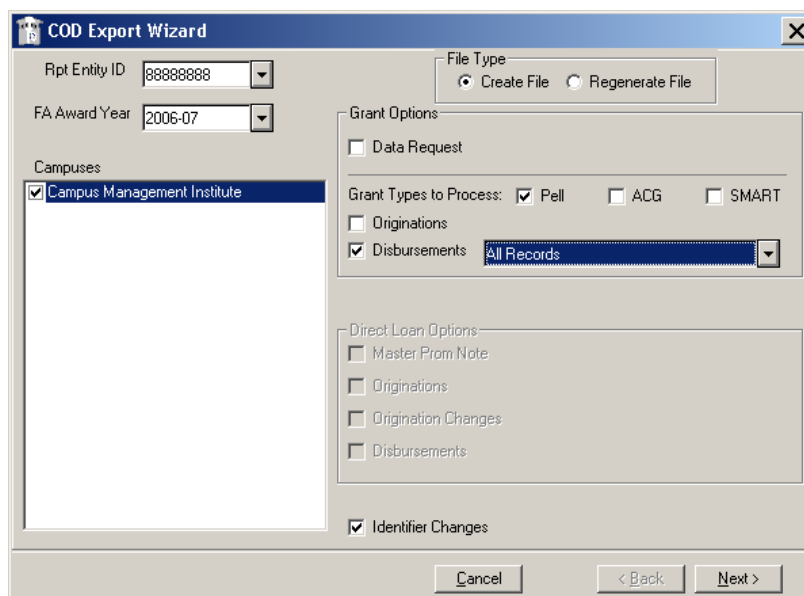 COD Export Wizard
Rpt Entity ID 88888888
FA Award Year 2006-07
Campuses
Campus Management Institute
File Type
Create File Regenerate File
Grant Options
Data Request
Grant Types to Process: Pell ACG SMART
Originations
Disbursements All Records
Direct Loan Options
Master Prom Note
Originations
Origination Changes
Disbursements
Identifier Changes
Cancel < Back Next >